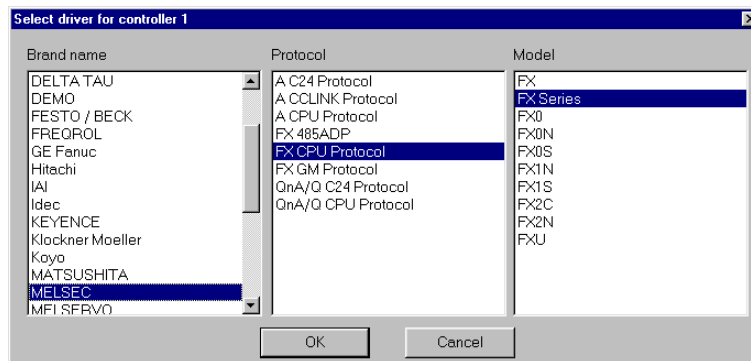 Select driver for controller 1
Brand name
DELTA TAU
DEMO
FESTO / BECK
FREQROL
GE Fanuc
Hitachi
IAI
Idec
KEYENCE
Klockner Moeller
Koyo
MATSUSHITA
MELSEC
MELSERVO
Protocol
A C24 Protocol
A CCLINK Protocol
A CPU Protocol
FX 485ADP
FX CPU Protocol
FX GM Protocol
QnA/Q C24 Protocol
QnA/Q CPU Protocol
Model
FX
FX Series
FX0
FX0N
FX0S
FX1N
FX1S
FX2C
FX2N
FXU
OK
Cancel